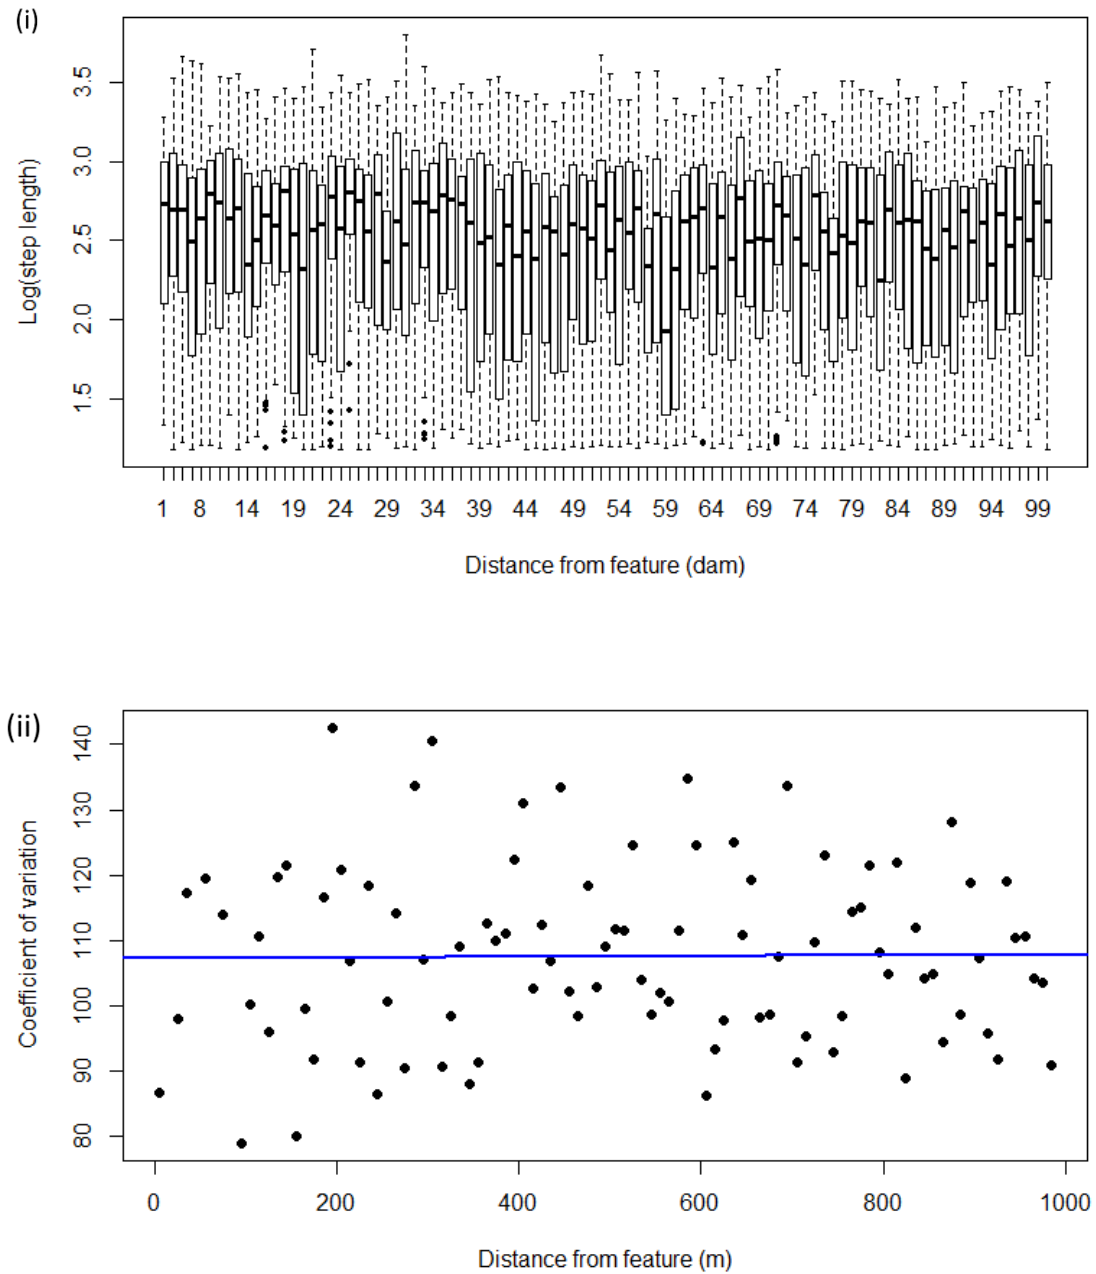 (i)
Log(step length)
3.5
3.0
2.5
2.0
1.5
1 8 14 19 24 29 34 39 44 49 54 59 64 69 74 79 84 89 94 99
Distance from feature (dam)
(ii)
Coefficient of variation
140
130
120
110
100
90
80
0 200 400 600 800 1000
Distance from feature (m)